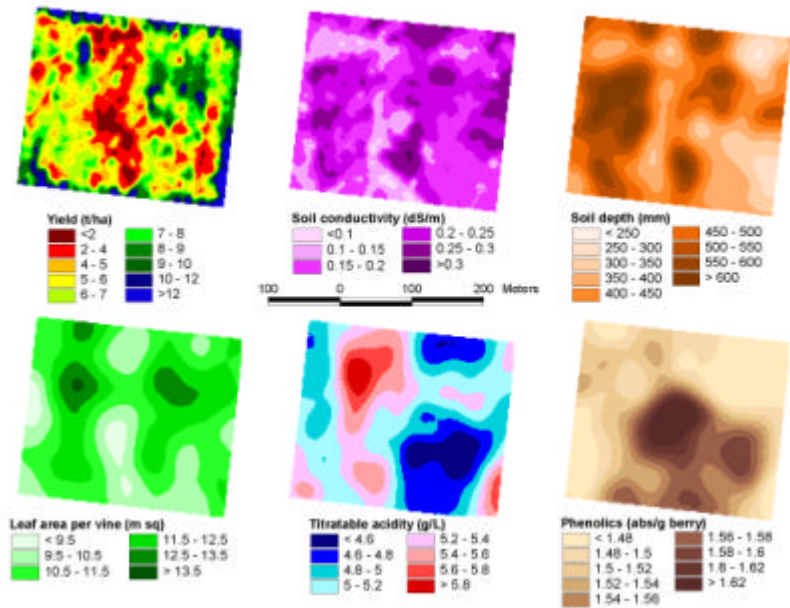 Yield (t/ha)
<2
2 - 4
4 - 5
5 - 6
6 - 7
7 - 8
8 - 9
9 - 10
10 - 12
>12
Soil conductivity (dS/m)
<0.1
0.1 - 0.15
0.15 - 0.2
0.2 - 0.25
0.25 - 0.3
>0.3
Soil depth (mm)
< 250
250 - 300
300 - 350
350 - 400
400 - 450
450 - 500
500 - 550
550 - 600
> 600
100 0 100 200 Meters
Leaf area per vine (m sq)
< 9.5
9.5 - 10.5
10.5 - 11.5
11.5 - 12.5
12.5 - 13.5
> 13.5
Titratable acidity (g/L)
< 4.6
4.6 - 4.8
4.8 - 5
5 - 5.2
5.2 - 5.4
5.4 - 5.6
5.6 - 5.8
> 5.8
Phenolics (abs/g berry)
< 1.48
1.48 - 1.5
1.5 - 1.52
1.52 - 1.54
1.54 - 1.56
1.56 - 1.58
1.58 - 1.6
1.6 - 1.62
> 1.62